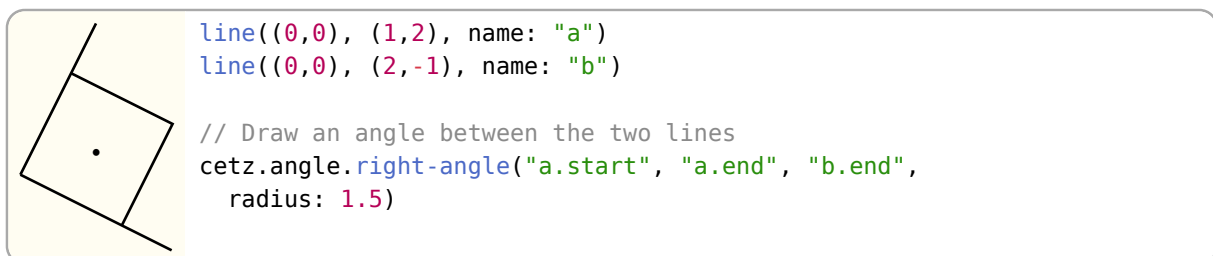 line((0,0), (1,2), name: "a")
line((0,0), (2,-1), name: "b")

// Draw an angle between the two lines
cetz.angle.right-angle("a.start", "a.end", "b.end",
  radius: 1.5)